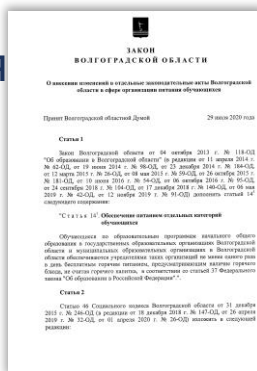 ЗАКОН
ВОЛГОГРАДСКОЙ ОБЛАСТИ
О внесении изменений в отдельные законодательные акты Волгоградской
области в сфере организации питания обучающихся
Принят Волгоградской областной Думой 29 июля 2020 года
Статья 1
Закон Волгоградской области от 04 октября 2013 г. № 118-ОД
"Об образовании в Волгоградской области" (в редакции от 11 апреля 2014 г.
№ 62-ОД, от 19 июня 2014 г. № 98-ОД, от 23 декабря 2014 г. № 184-ОД,
от 12 марта 2015 г. № 26-ОД, от 08 мая 2015 г. № 59-ОД, от 26 ноября 2015 г.
№ 181-ОД, от 10 июня 2016 г. № 54-ОД, от 06 октября 2016 г. № 95-ОД,
от 24 сентября 2018 г. № 104-ОД, от 17 декабря 2018 г. № 146-ОД, от 06 мая
2019 г. № 42-ОД, от 12 ноября 2019 г. № 91-ОД) дополнить статьей 14¹
следующего содержания:
"Статья 14¹. Обеспечение питанием отдельных категорий
обучающихся
Обучающиеся по образовательным программам начального общего
образования в государственных образовательных организациях Волгоградской
области и муниципальных образовательных организациях в Волгоградской
области обеспечиваются учредителями таких организаций не менее одного раза
в день бесплатным горячим питанием, предусматривающим наличие горячего
блюда, не считая горячего напитка, в соответствии со статьей 37 Федерального
закона "Об образовании в Российской Федерации".".
Статья 2
Статью 46 Социального кодекса Волгоградской области от 31 декабря
2015 г. № 246-ОД (в редакции от 18 декабря 2018 г. № 147-ОД, от 26 апреля
2019 г. № 32-ОД, от 01 апреля 2020 г. № 26-ОД) изложить в следующей
редакции: